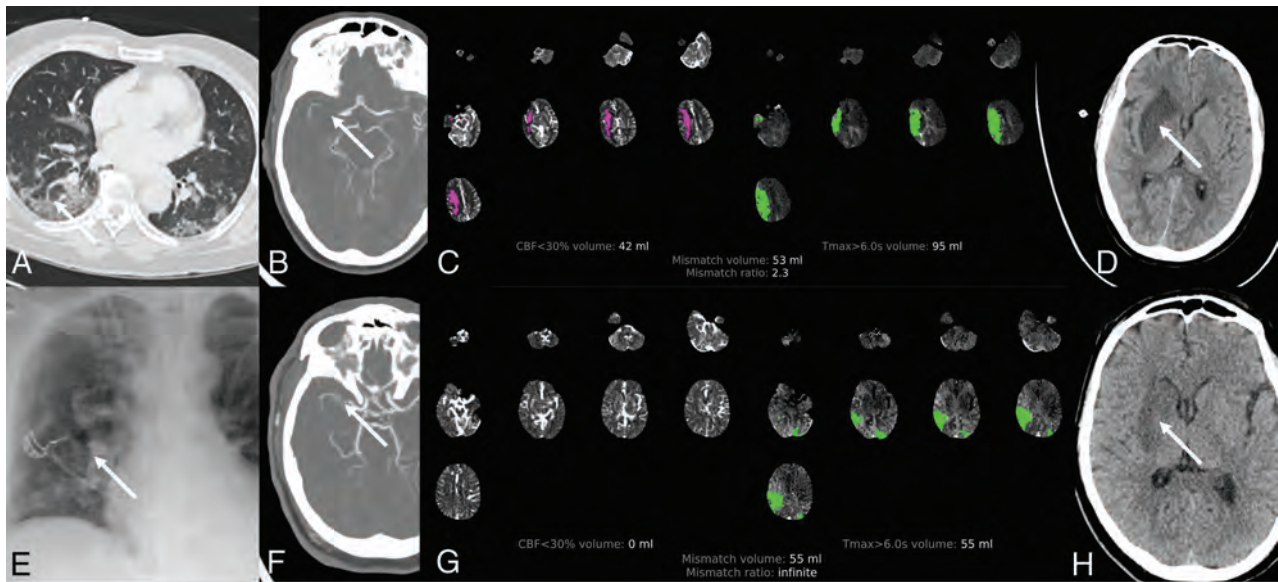 A
B
C
CBF<30% volume: 42 ml
Tmax>6.0s volume: 95 ml
Mismatch volume: 53 ml
Mismatch ratio: 2.3
D
E
F
G
CBF<30% volume: 0 ml
Tmax>6.0s volume: 55 ml
Mismatch volume: 55 ml
Mismatch ratio: infinite
H